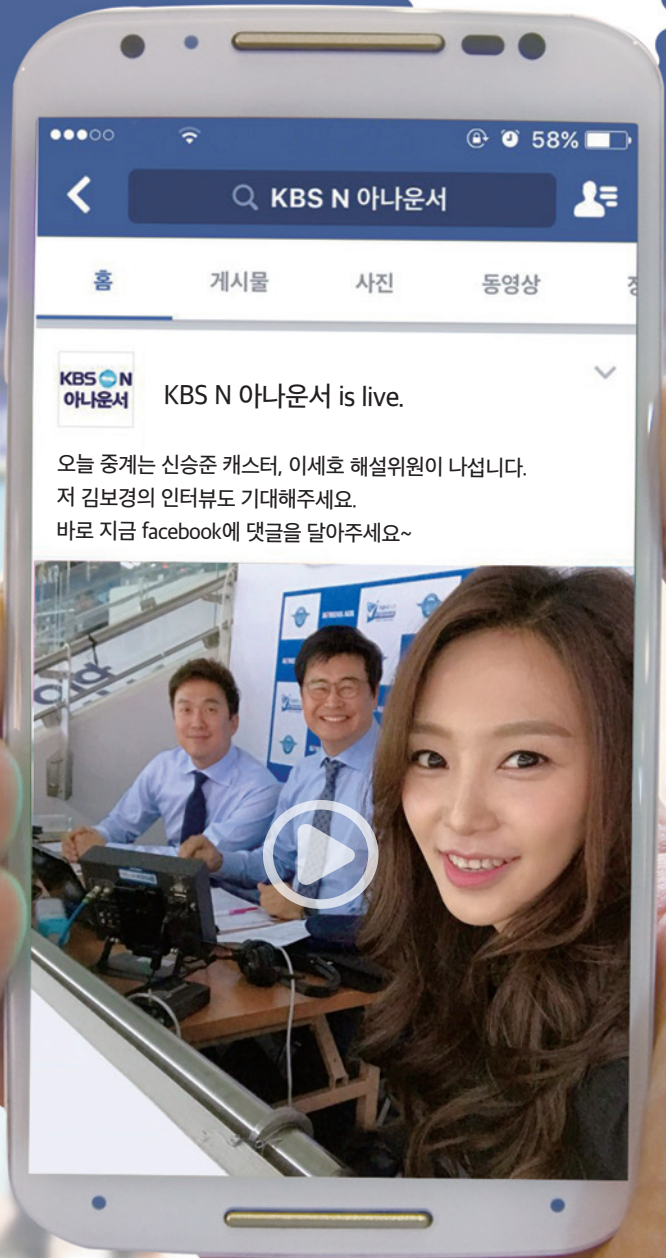 58%
KBS N 아나운서
홈 게시물 사진 동영상
KBS N
아나운서
KBS N 아나운서 is live.
오늘 중계는 신승준 캐스터, 이세호 해설위원이 나섭니다.
저 김보경의 인터뷰도 기대해주세요.
바로 지금 facebook에 댓글을 달아주세요~